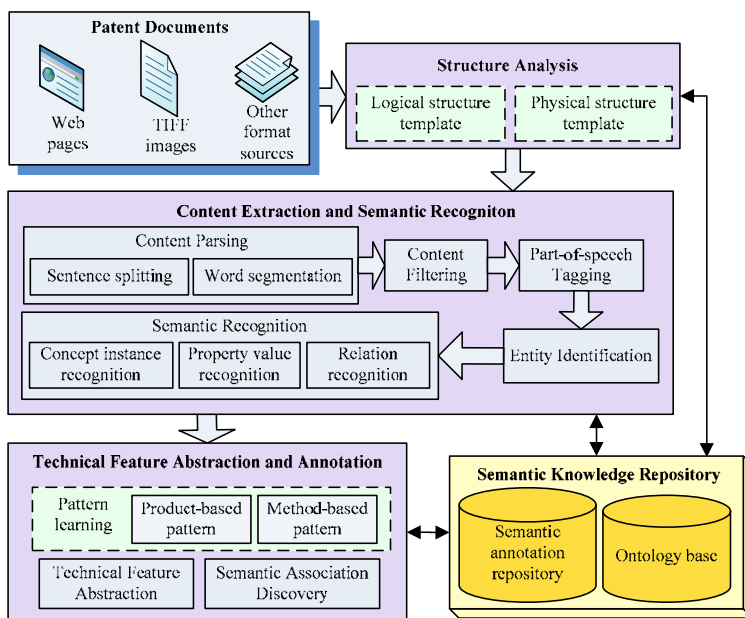 Patent Documents
Web
pages
TIFF
images
Other
format
sources
Structure Analysis
Logical structure
template
Physical structure
template
Content Extraction and Semantic Recogniton
Content Parsing
Sentence splitting
Word segmentation
Content
Filtering
Part-of-speech
Tagging
Semantic Recognition
Concept instance
recognition
Property value
recognition
Relation
recognition
Entity Identification
Technical Feature Abstraction and Annotation
Pattern
learning
Product-based
pattern
Method-based
pattern
Technical Feature
Abstraction
Semantic Association
Discovery
Semantic Knowledge Repository
Semantic
annotation
repository
Ontology base